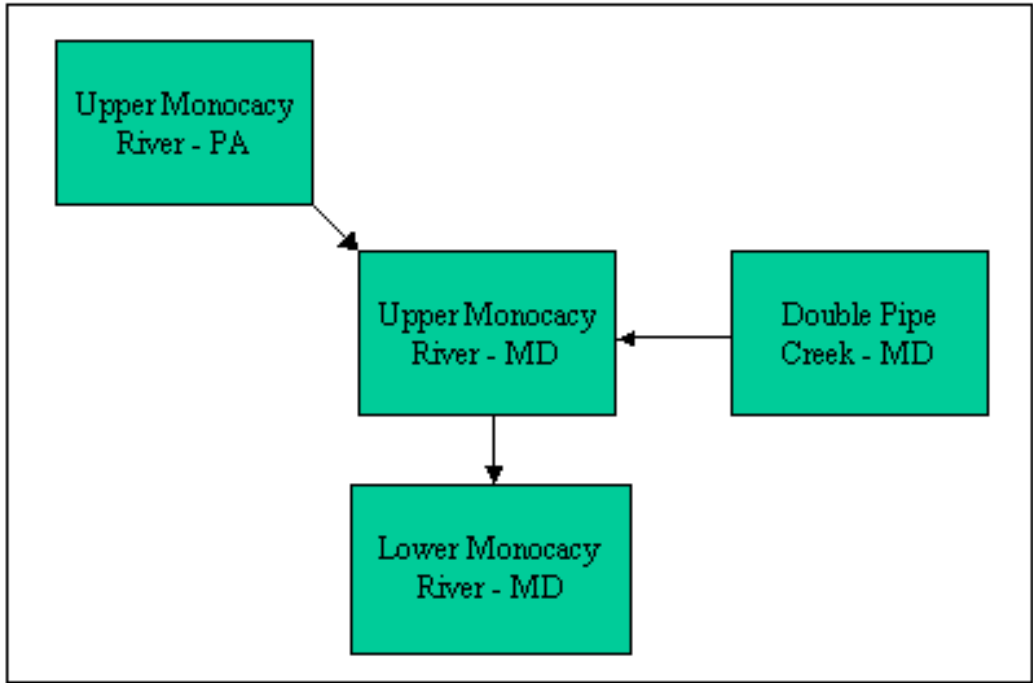 Upper Monocacy
River - PA
Upper Monocacy
River - MD
Double Pipe
Creek - MD
Lower Monocacy
River - MD